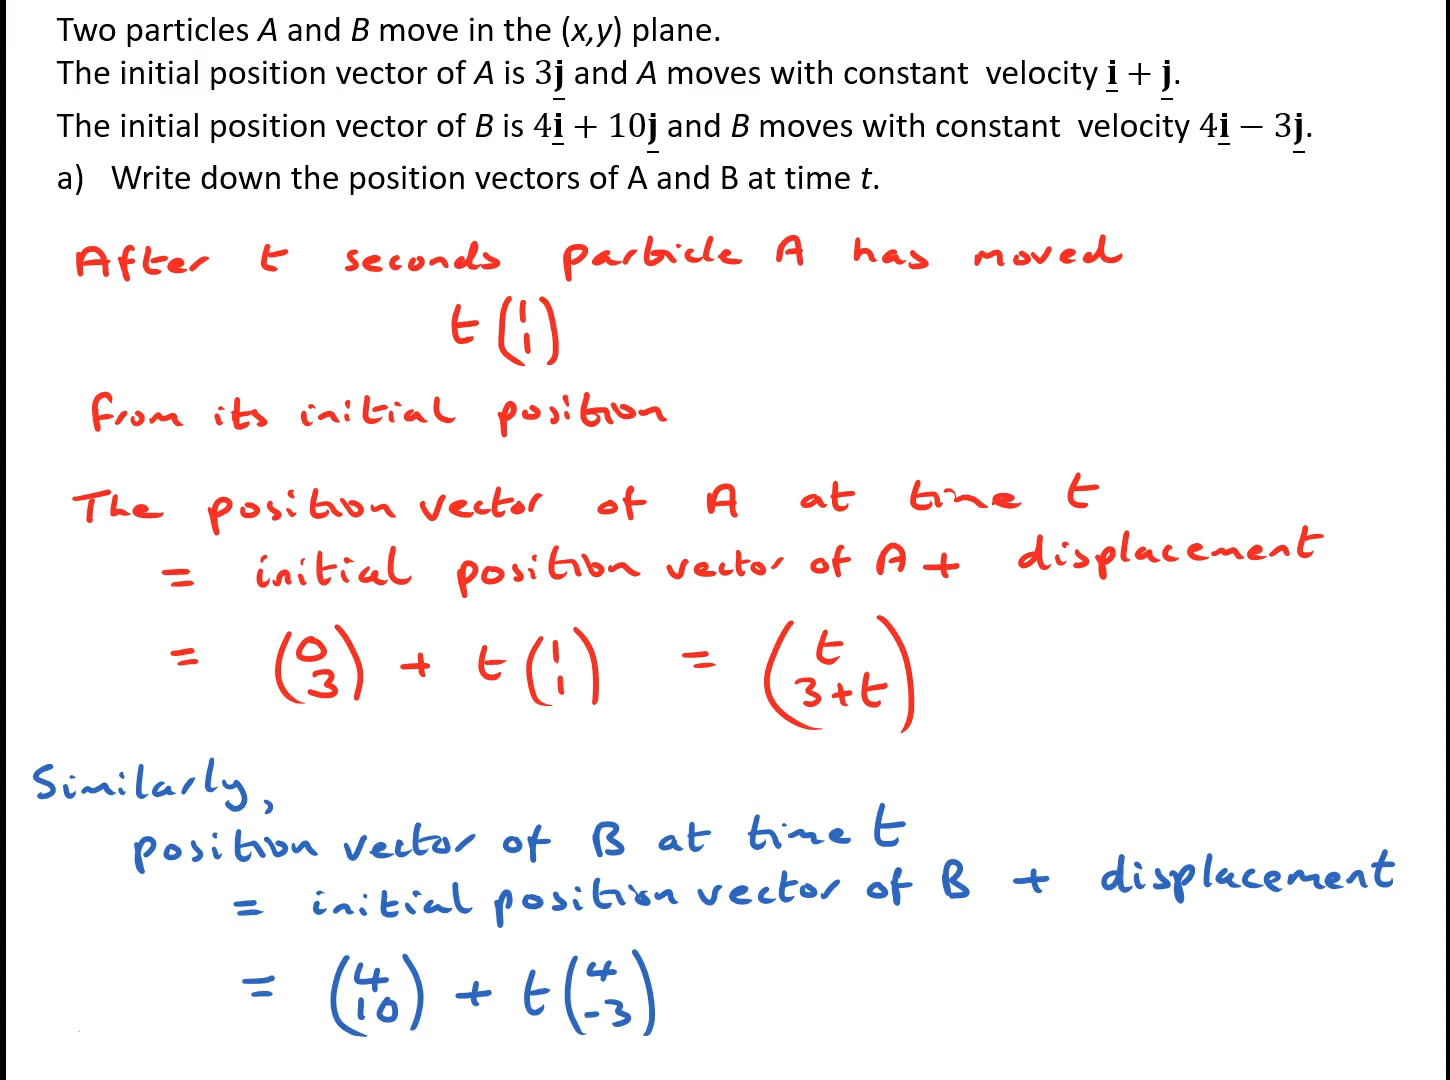 Two particles A and B move in the (x,y) plane.
The initial position vector of A is 3j and A moves with constant velocity i + j.
The initial position vector of B is 4i + 10j and B moves with constant velocity 4i − 3j.
a) Write down the position vectors of A and B at time t.
After t seconds particle A has moved
t (1 1)
from its initial position
The position vector of A at time t
= initial position vector of A + displacement
= (0 3) + t (1 1) = (t 3+t)
Similarly,
position vector of B at time t
= initial position vector of B + displacement
= (4 10) + t (4 -3)